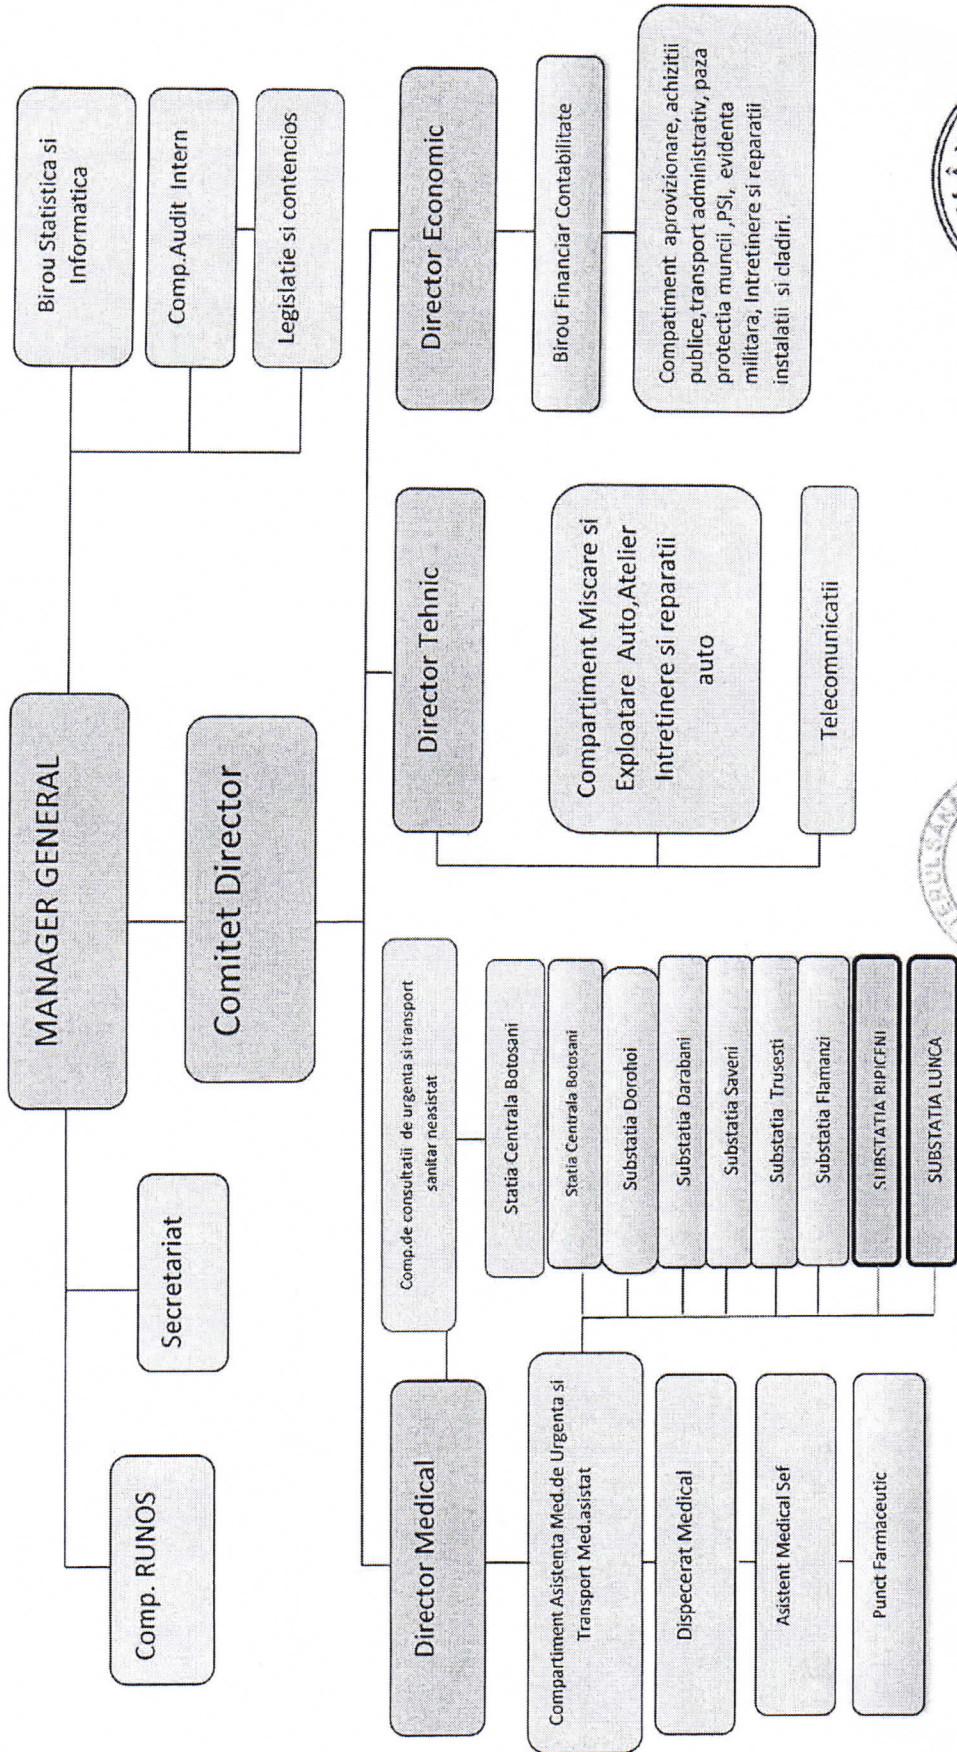 MANAGER GENERAL
Comp. RUNOS
Secretariat
Birou Statistica si
Informatica
Comp.Audit Intern
Legislatie si contencios
Comitet Director
Director Medical
Comp.de consultatii de urgenta si transport
sanitar neasistat
Statia Centrala Botosani
Compartiment Asistenta Med.de Urgenta si
Transport Med.asistat
Statia Centrala Botosani
Substatia Dorohoi
Substatia Darabani
Substatia Saveni
Substatia Trusesti
Substatia Flamanzi
SUBSTATIA RIPICENI
SUBSTATIA LUNCA
Dispecerat Medical
Asistent Medical Sef
Punct Farmaceutic
Director Tehnic
Compartiment Miscare si
Exploatare Auto,Atelier
Intretinere si reparatii
auto
Telecomunicatii
Director Economic
Birou Financiar Contabilitate
Compatiment aprovizionare, achizitii
publice,transport administrativ, paza
protectia muncii ,PSI, evidenta
militara, Intretinere si reparatii
instalatii si cladiri.